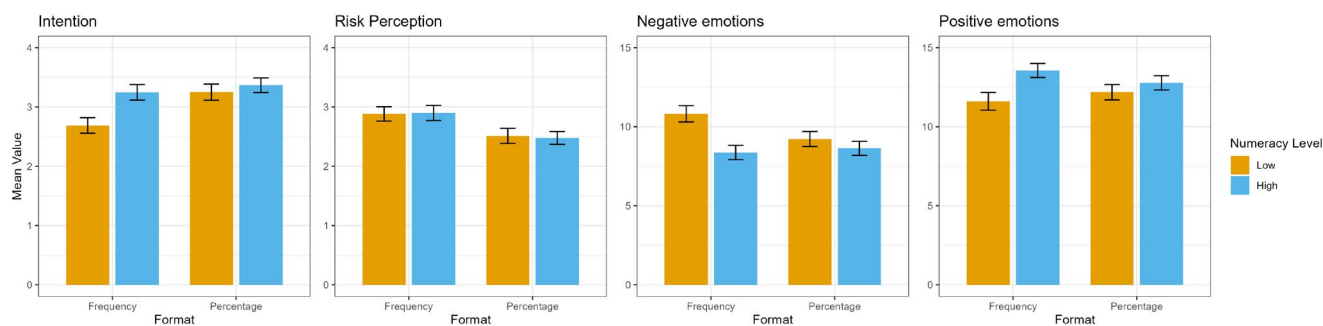 Intention
Risk Perception
Negative emotions
Positive emotions
Mean Value
4
3
2
1
0
4
3
2
1
0
15
10
5
0
15
10
5
0
Frequency
Percentage
Frequency
Percentage
Frequency
Percentage
Frequency
Percentage
Format
Format
Format
Format
Numeracy Level
Low
High